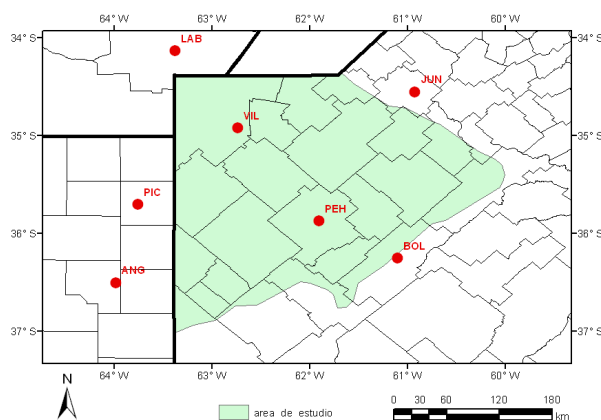 64°W 63°W 62°W 61°W 60°W
34°S 34°S
LAB
JUN
VIL
35°S 35°S
PIC
PEH
36°S 36°S
BOL
ANG
37°S 37°S
64°W 63°W 62°W 61°W 60°W
N
area de estudio
0 30 60 120 180
km